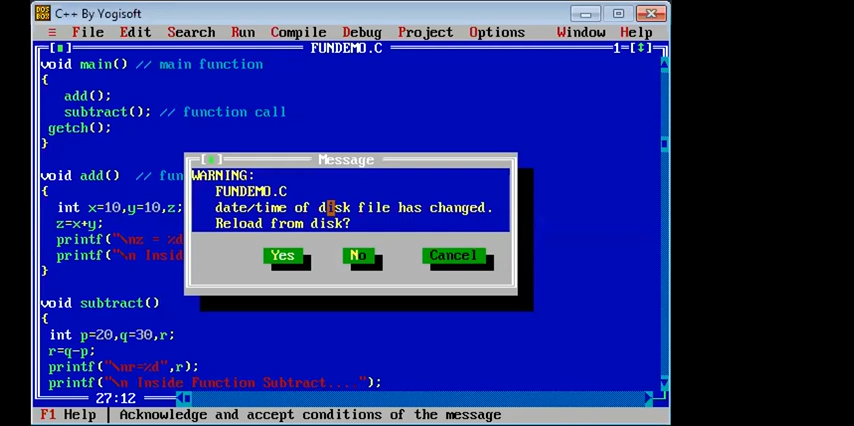 DOS BOX C++ By Yogisoft
≡ File Edit Search Run Compile Debug Project Options Window Help
[■] FUNDEMO.C 1=[↕]
void main() // main function
{
add();
subtract(); // function call
getch();
}
void add() // fun
{
int x=10,y=10,z;
z=x+y;
printf("\nz = %d
printf("\n Insid
}
void subtract()
{
int p=20,q=30,r;
r=q-p;
printf("\nr=%d",r);
printf("\n Inside Function Subtract... ");
27:12
[■] Message
WARNING:
FUNDEMO.C
date/time of disk file has changed.
Reload from disk?
Yes No Cancel
F1 Help | Acknowledge and accept conditions of the message